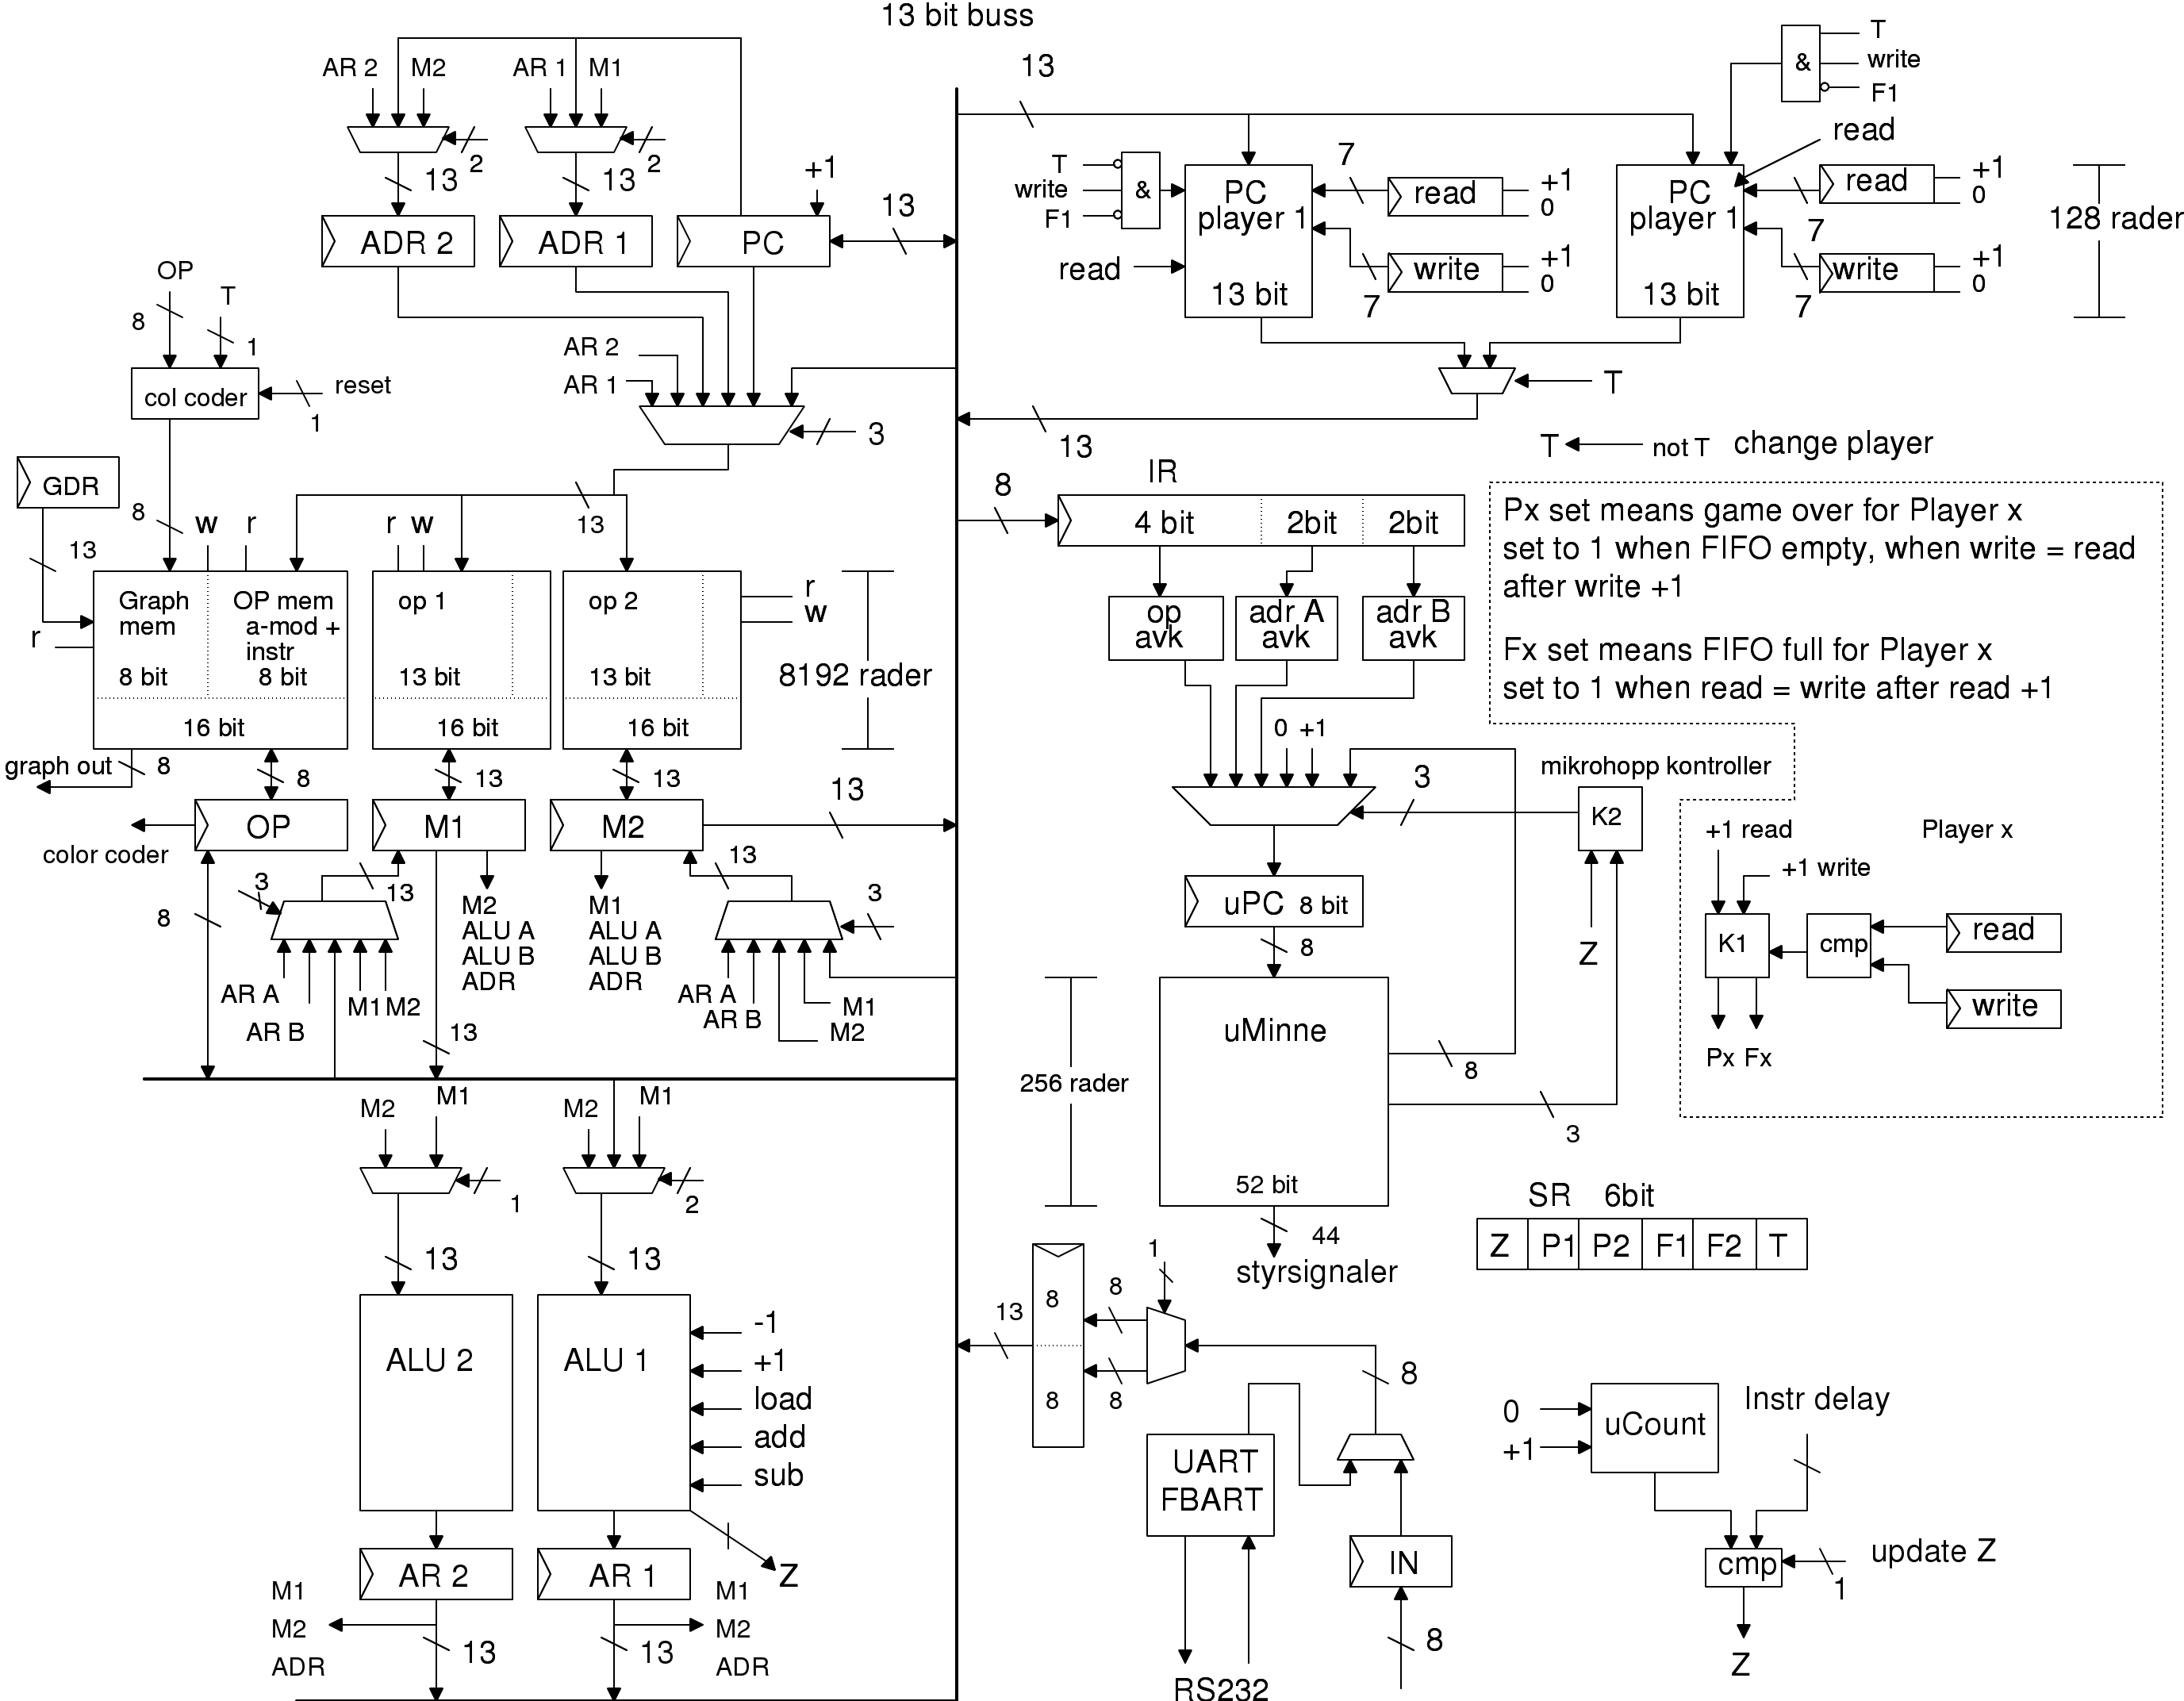 13 bit buss
AR 2
M2
AR 1
M1
2
2
13
13
+1
13
ADR 2
ADR 1
PC
OP
T
8
1
col coder
reset
1
AR 2
AR 1
3
GDR
8
w
r
r
w
13
13
Graph
mem
8 bit
OP mem
a-mod +
instr
8 bit
16 bit
op 1
13 bit
16 bit
op 2
13 bit
16 bit
r
w
r
8192 rader
graph out
8
8
13
13
OP
M1
M2
13
color coder
8
3
13
13
3
M2
ALU A
ALU B
ADR
M1
ALU A
ALU B
ADR
AR A
AR B
M1
M2
AR A
AR B
M1
M2
13
M2
M1
M2
M1
1
2
13
13
ALU 2
ALU 1
-1
+1
load
add
sub
Z
AR 2
AR 1
M1
M2
ADR
M1
M2
ADR
13
13
13
T
write
F1
&
read
PC
player 1
13 bit
7
read
+1
0
write
+1
0
7
&
T
write
F1
read
PC
player 1
13 bit
read
+1
0
7
write
+1
0
7
128 rader
T
13
T
not T
change player
IR
8
4 bit
2bit
2bit
op
avk
adr A
avk
adr B
avk
0
+1
3
mikrohopp kontroller
K2
Z
uPC 8 bit
8
uMinne
52 bit
256 rader
8
3
44
styrsignaler
Px set means game over for Player x
set to 1 when FIFO empty, when write = read
after write +1
Fx set means FIFO full for Player x
set to 1 when read = write after read +1
+1 read
Player x
+1 write
K1
cmp
read
write
Px
Fx
SR 6bit
Z
P1
P2
F1
F2
T
13
8
8
8
8
1
8
UART
FBART
RS232
IN
8
0
+1
uCount
Instr delay
cmp
update Z
1
Z